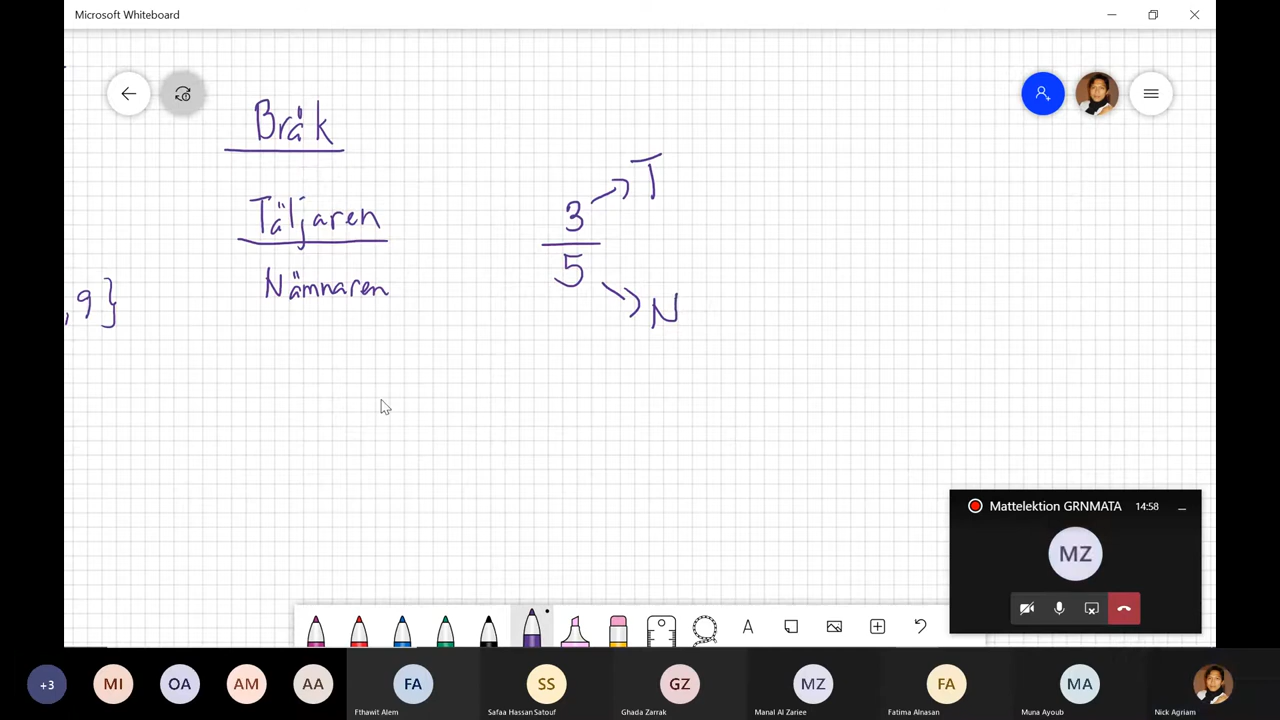 Microsoft Whiteboard
Bråk
Täljaren
Nämnaren
, 9}
3
5
T
N
Mattelektion GRNMATA 14:58
MZ
A
+3
MI
OA
AM
AA
FA
SS
GZ
MZ
FA
MA
Fthawit Alem
Safaa Hassan Satouf
Ghada Zarrak
Manal Al Zariee
Fatima Alnasan
Muna Ayoub
Nick Agriam